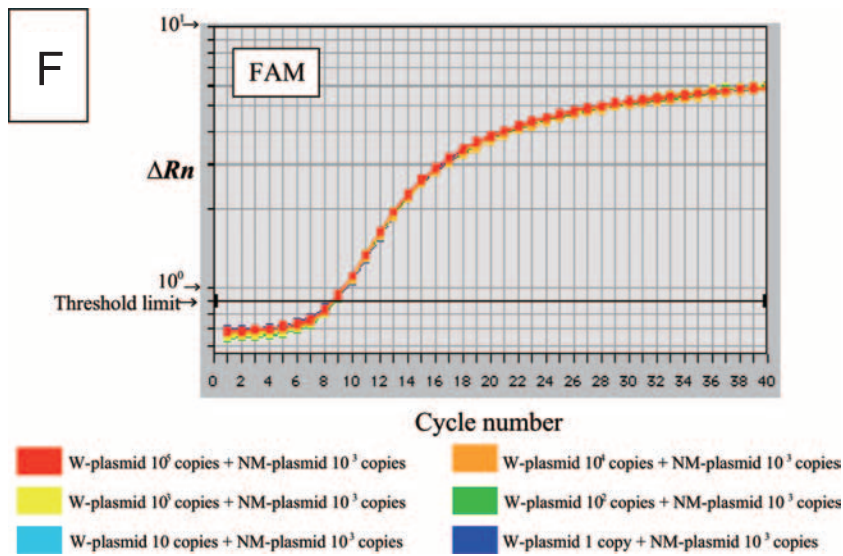 F
10¹→
FAM
ΔRn
10⁰→
Threshold limit→
0 2 4 6 8 10 12 14 16 18 20 22 24 26 28 30 32 34 36 38 40
Cycle number
W-plasmid 10⁵ copies + NM-plasmid 10³ copies
W-plasmid 10⁴ copies + NM-plasmid 10³ copies
W-plasmid 10³ copies + NM-plasmid 10³ copies
W-plasmid 10² copies + NM-plasmid 10³ copies
W-plasmid 10 copies + NM-plasmid 10³ copies
W-plasmid 1 copy + NM-plasmid 10³ copies